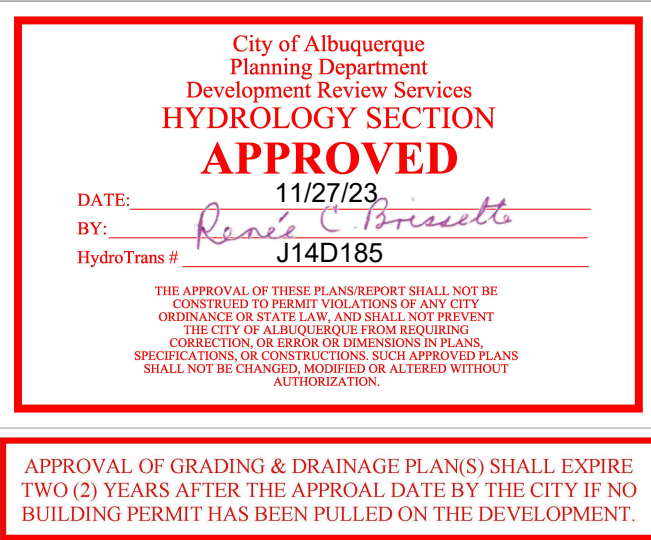 City of Albuquerque
Planning Department
Development Review Services
HYDROLOGY SECTION
APPROVED
DATE: 11/27/23
BY: Renée C. Brissette
HydroTrans # J14D185
THE APPROVAL OF THESE PLANS/REPORT SHALL NOT BE
CONSTRUED TO PERMIT VIOLATIONS OF ANY CITY
ORDINANCE OR STATE LAW, AND SHALL NOT PREVENT
THE CITY OF ALBUQUERQUE FROM REQUIRING
CORRECTION, OR ERROR OR DIMENSIONS IN PLANS,
SPECIFICATIONS, OR CONSTRUCTIONS. SUCH APPROVED PLANS
SHALL NOT BE CHANGED, MODIFIED OR ALTERED WITHOUT
AUTHORIZATION.
APPROVAL OF GRADING & DRAINAGE PLAN(S) SHALL EXPIRE
TWO (2) YEARS AFTER THE APPROAL DATE BY THE CITY IF NO
BUILDING PERMIT HAS BEEN PULLED ON THE DEVELOPMENT.